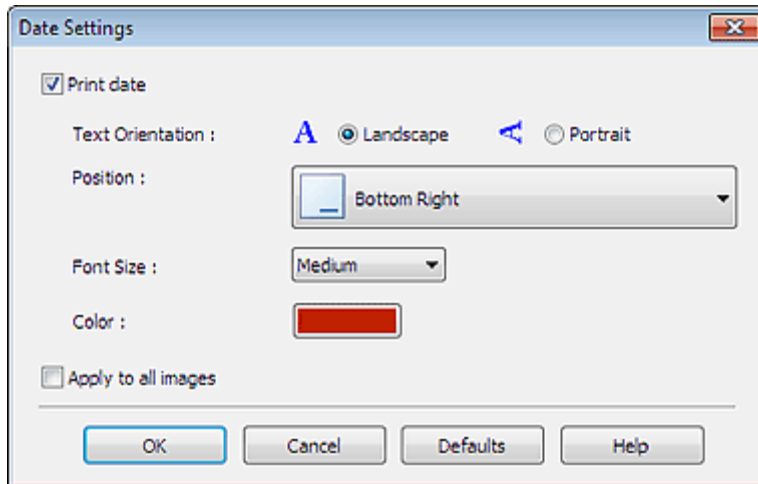 Date Settings
Print date
Text Orientation : A Landscape A Portrait
Position : Bottom Right
Font Size : Medium
Color :
Apply to all images
OK Cancel Defaults Help